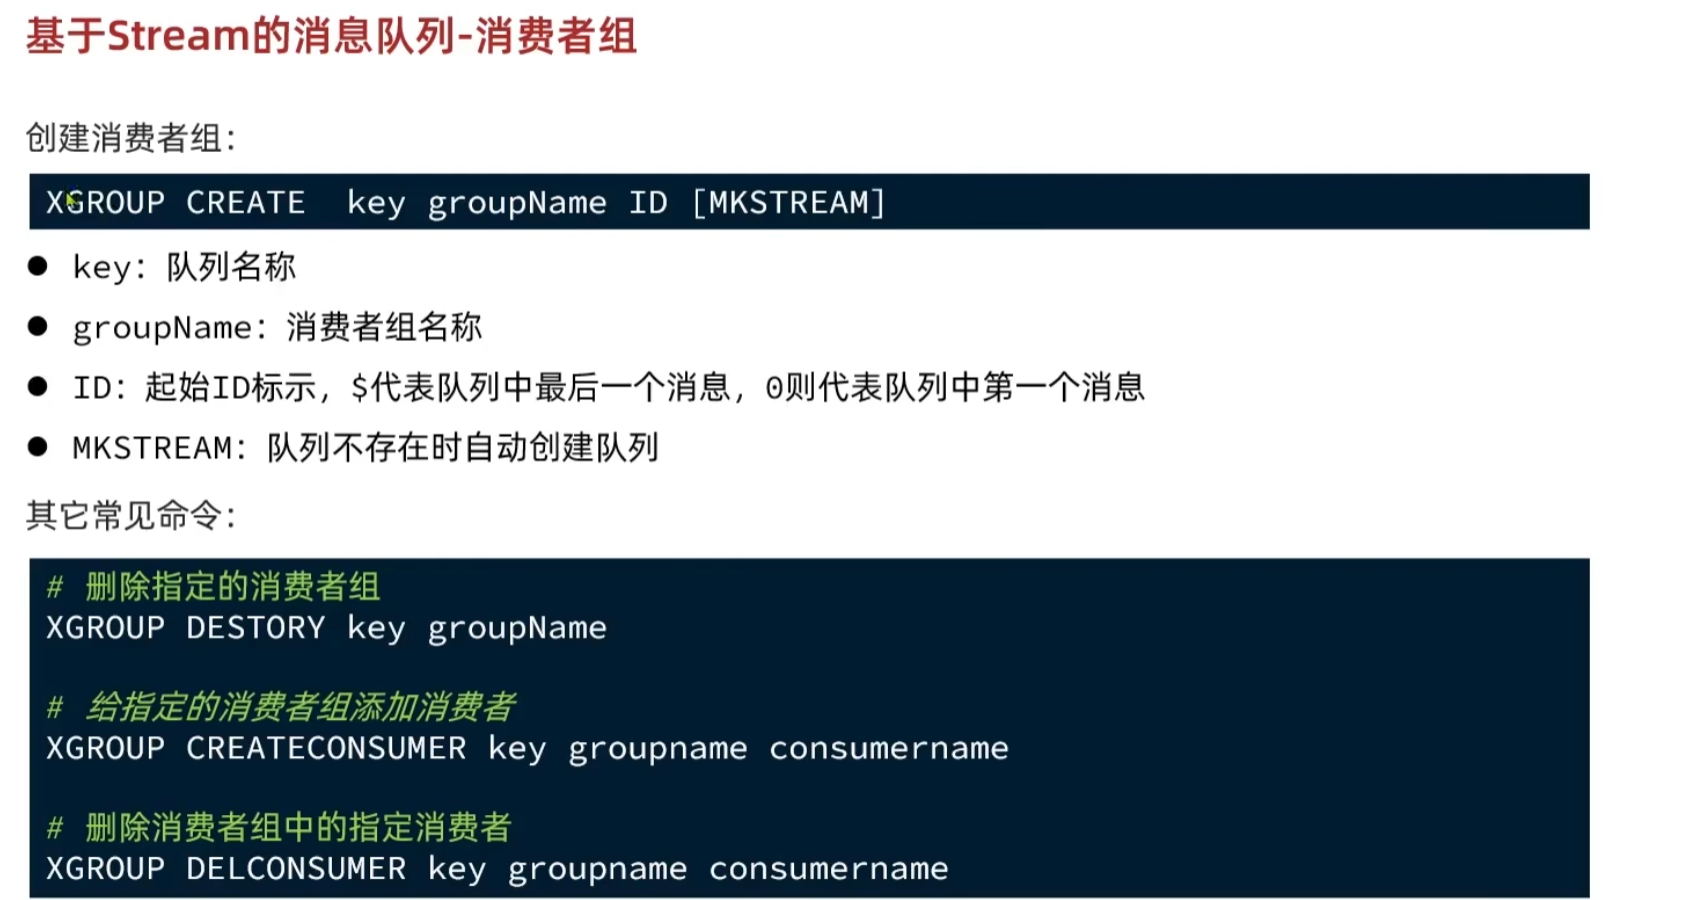 基于Stream的消息队列-消费者组
创建消费者组：
XGROUP CREATE  key groupName ID [MKSTREAM]
● key：队列名称
● groupName：消费者组名称
● ID：起始ID标示，$代表队列中最后一个消息，0则代表队列中第一个消息
● MKSTREAM：队列不存在时自动创建队列
其它常见命令：
# 删除指定的消费者组
XGROUP DESTORY key groupName
# 给指定的消费者组添加消费者
XGROUP CREATECONSUMER key groupname consumername
# 删除消费者组中的指定消费者
XGROUP DELCONSUMER key groupname consumername